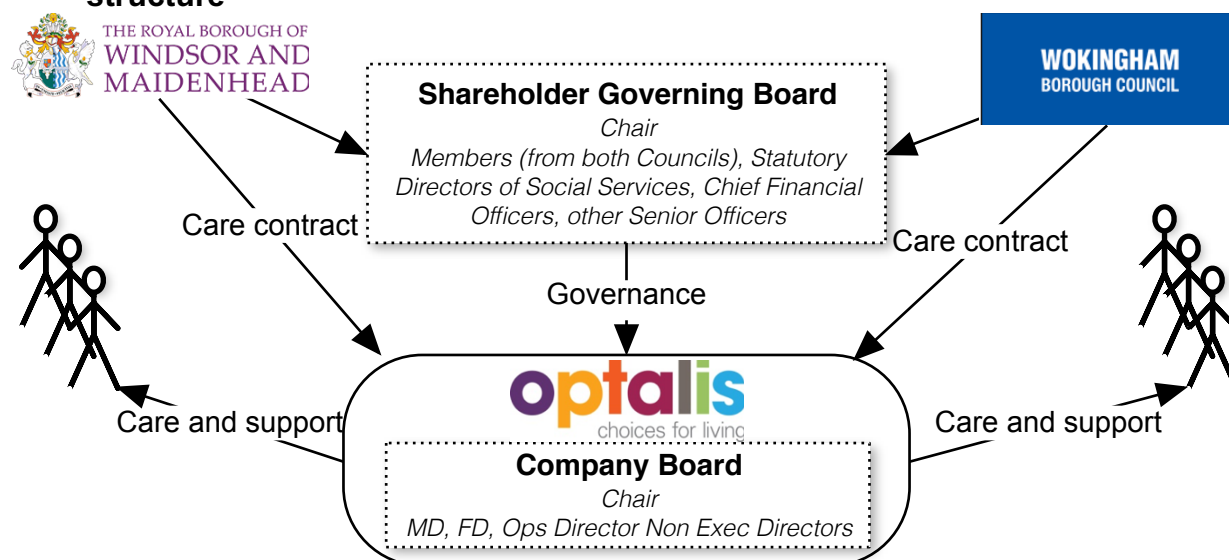 structure
THE ROYAL BOROUGH OF
WINDSOR AND
MAIDENHEAD
WOKINGHAM
BOROUGH COUNCIL
Shareholder Governing Board
Chair
Members (from both Councils), Statutory
Directors of Social Services, Chief Financial
Officers, other Senior Officers
Care contract
Care contract
Governance
optalis
choices for living
Care and support
Care and support
Company Board
Chair
MD, FD, Ops Director Non Exec Directors